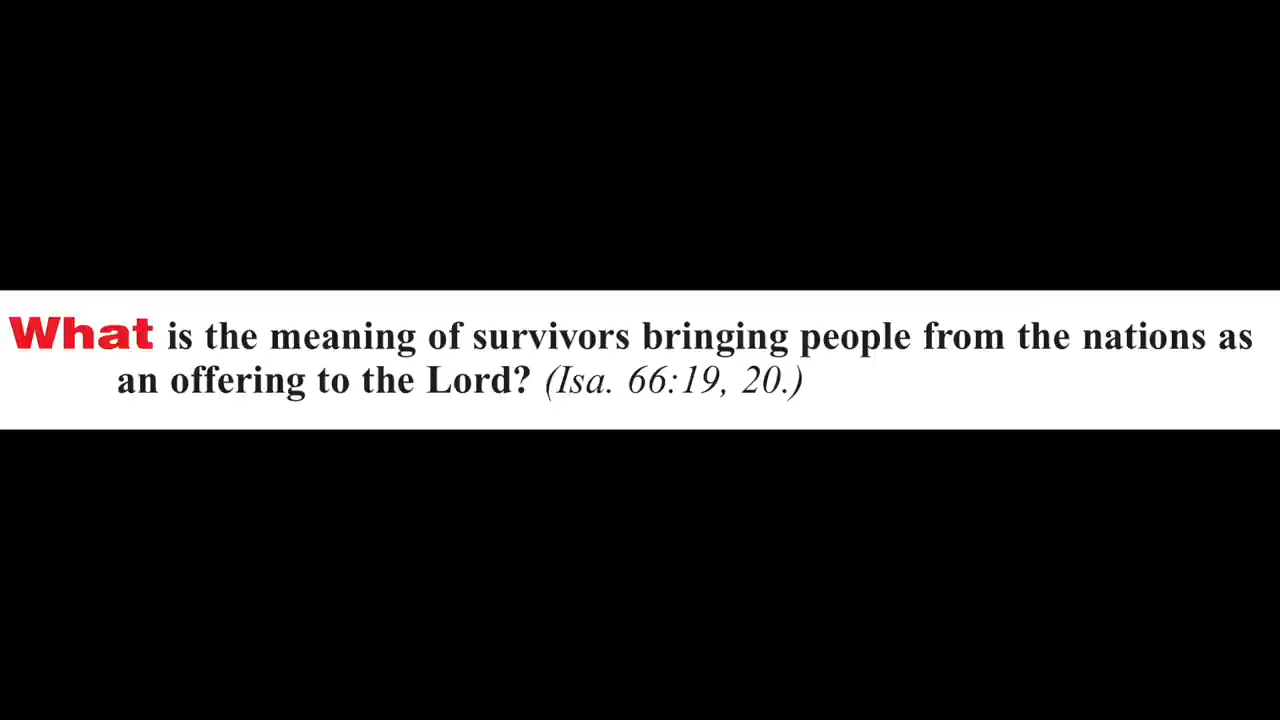 What is the meaning of survivors bringing people from the nations as
an offering to the Lord? (Isa. 66:19, 20.)